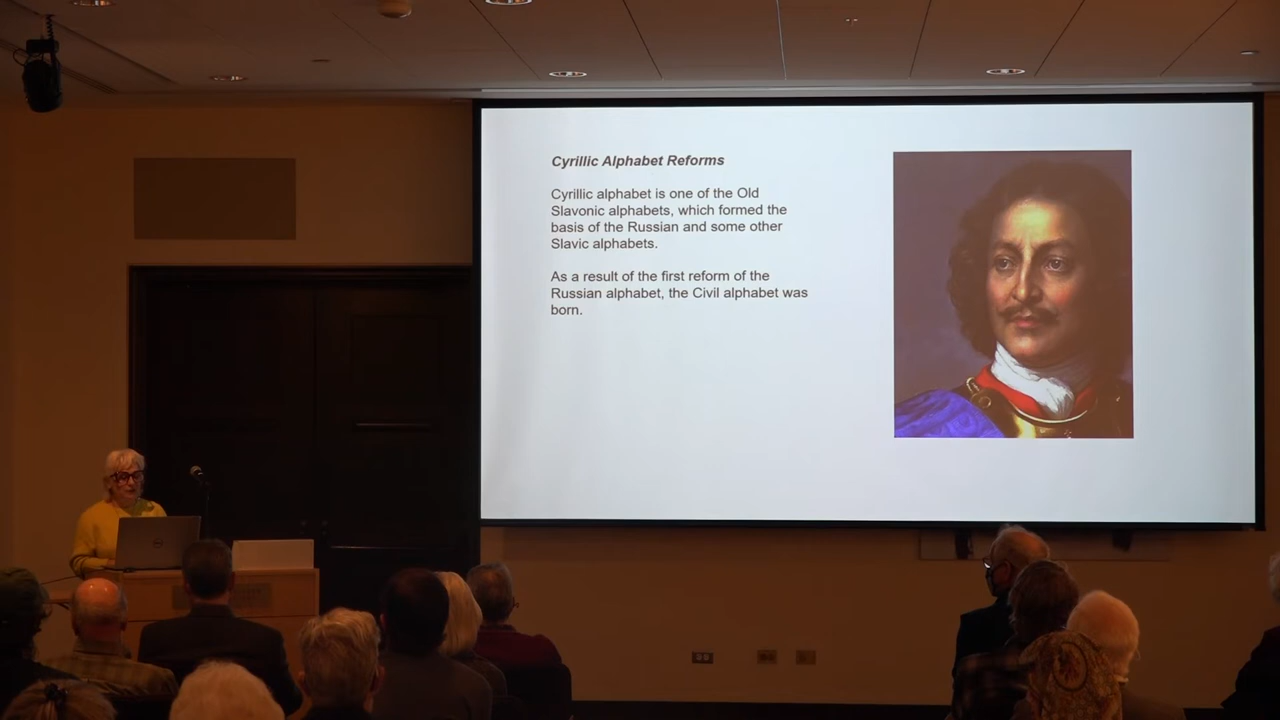 Cyrillic Alphabet Reforms
Cyrillic alphabet is one of the Old
Slavonic alphabets, which formed the
basis of the Russian and some other
Slavic alphabets.
As a result of the first reform of the
Russian alphabet, the Civil alphabet was
born.